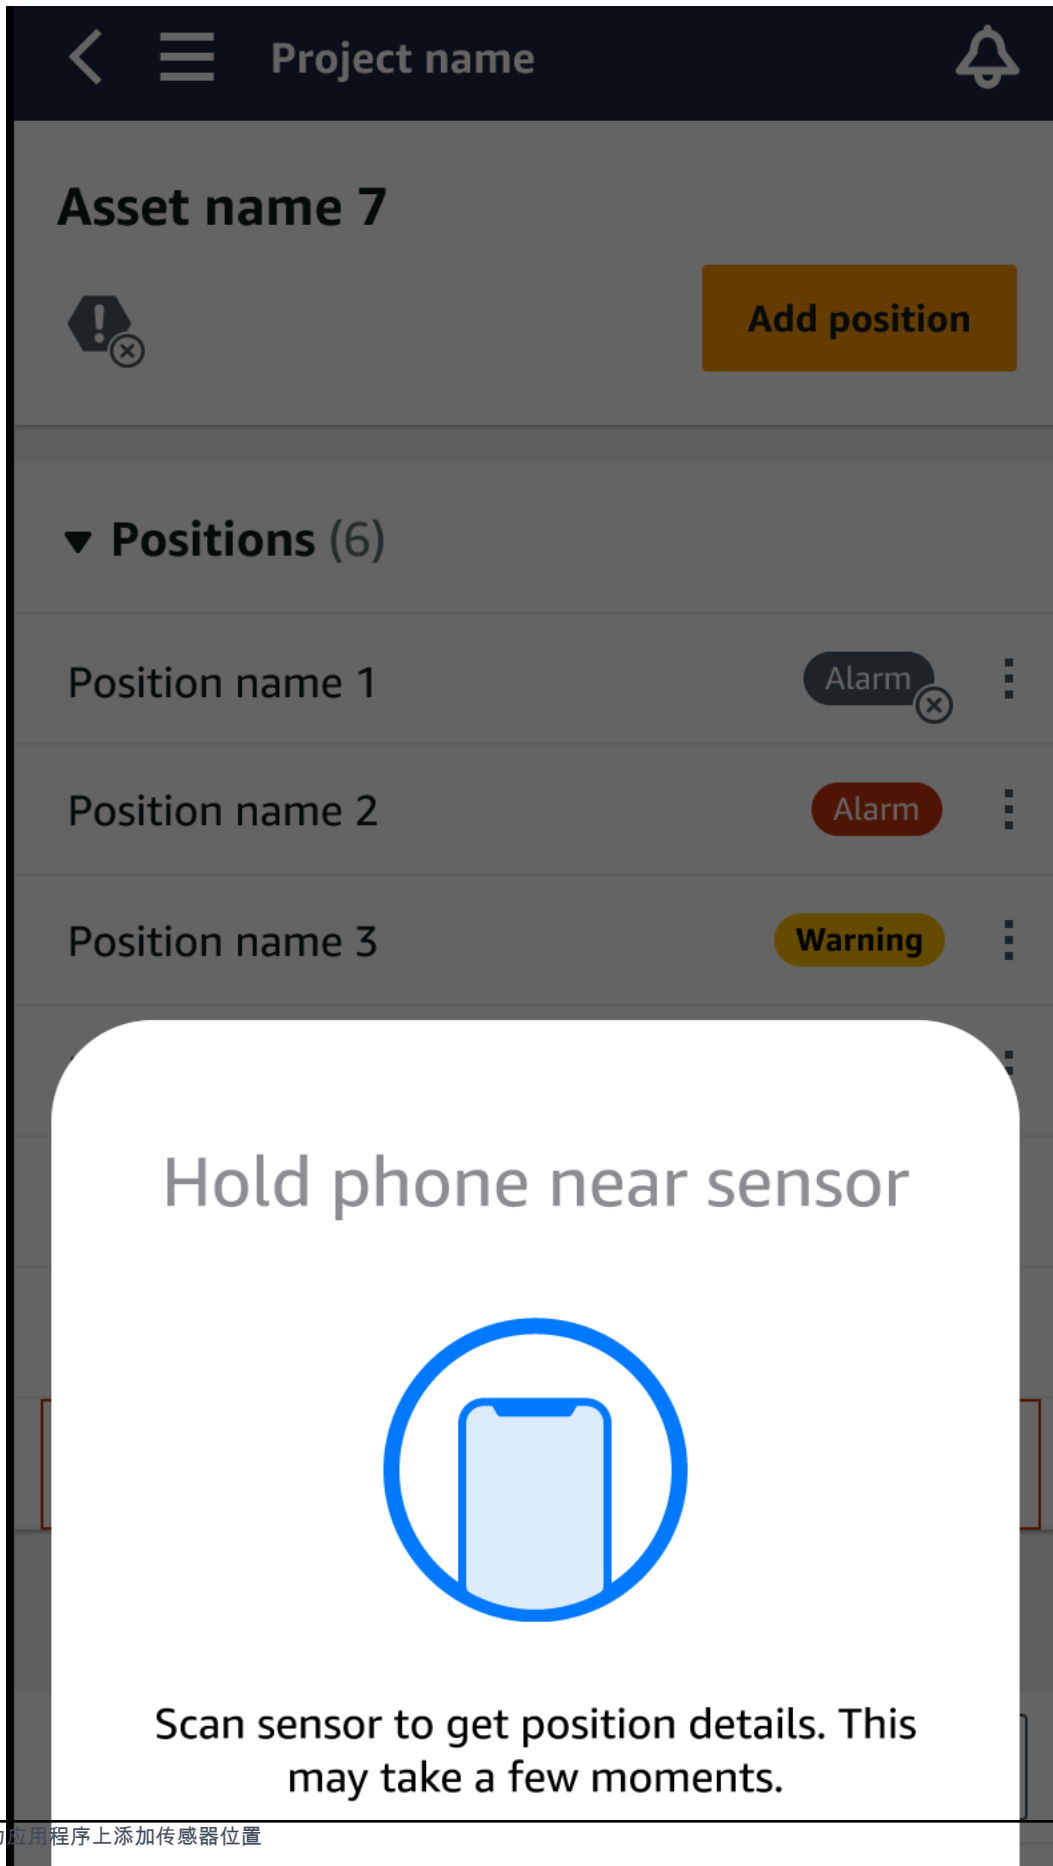 Project name
Asset name 7
Add position
Positions (6)
Position name 1
Alarm
Position name 2
Alarm
Position name 3
Warning
Hold phone near sensor
Scan sensor to get position details. This
may take a few moments.
应用程序上添加传感器位置